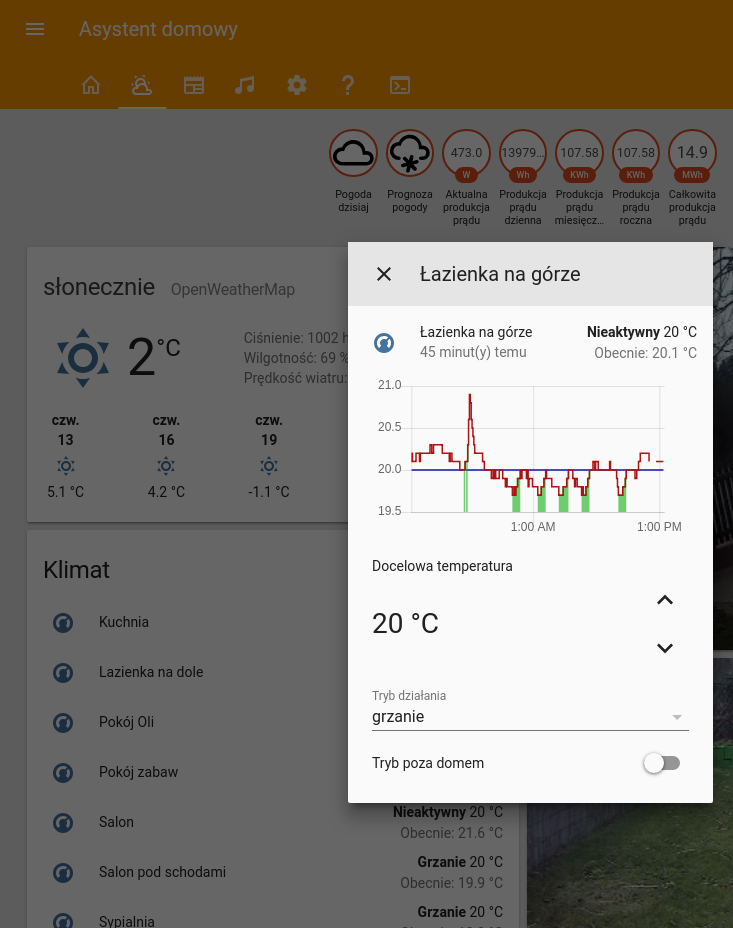 Asystent domowy
473.0
13979...
107.58
107.58
14.9
W
Wh
KWh
KWh
MWh
Pogoda
dzisiaj
Prognoza
pogody
Aktualna
produkcja
prądu
Produkcja
prądu
dzienna
Produkcja
prądu
miesięcz...
Produkcja
prądu
roczna
Całkowita
produkcja
prądu
słonecznie OpenWeatherMap
2 °C
Ciśnienie: 1002 h
Wilgotność: 69 %
Prędkość wiatru:
czw. czw. czw.
13 16 19
5.1 °C 4.2 °C -1.1 °C
Klimat
Kuchnia
Lazienka na dole
Pokój Oli
Pokój zabaw
Salon
Nieaktywny 20 °C
Obecnie: 21.6 °C
Salon pod schodami
Grzanie 20 °C
Obecnie: 19.9 °C
Sypialnia
Grzanie 20 °C
Łazienka na górze
Łazienka na górze
45 minut(y) temu
Nieaktywny 20 °C
Obecnie: 20.1 °C
21.0
20.5
20.0
19.5
1:00 AM 1:00 PM
Docelowa temperatura
20 °C
Tryb działania
grzanie
Tryb poza domem